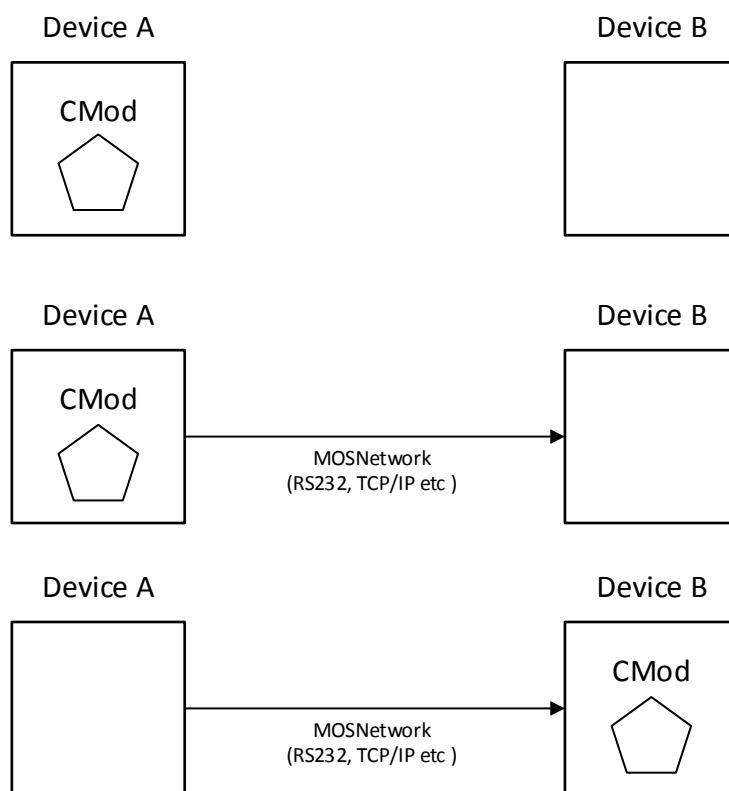 Device A
Device B
CMod
Device A
Device B
CMod
MOSNetwork
(RS232, TCP/IP etc )
Device A
Device B
CMod
MOSNetwork
(RS232, TCP/IP etc )